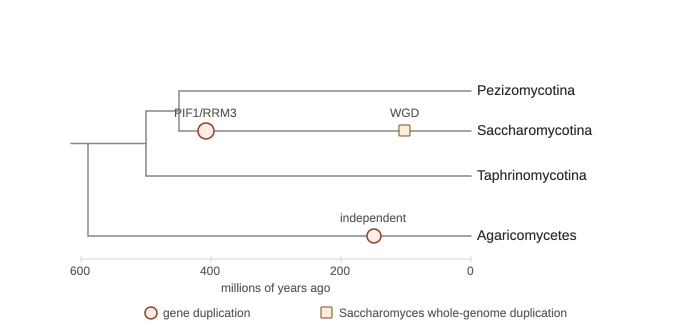 Pezizomycotina
PIF1/RRM3
WGD
Saccharomycotina
Taphrinomycotina
independent
Agaricomycetes
600 400 200 0
millions of years ago
gene duplication Saccharomyces whole-genome duplication